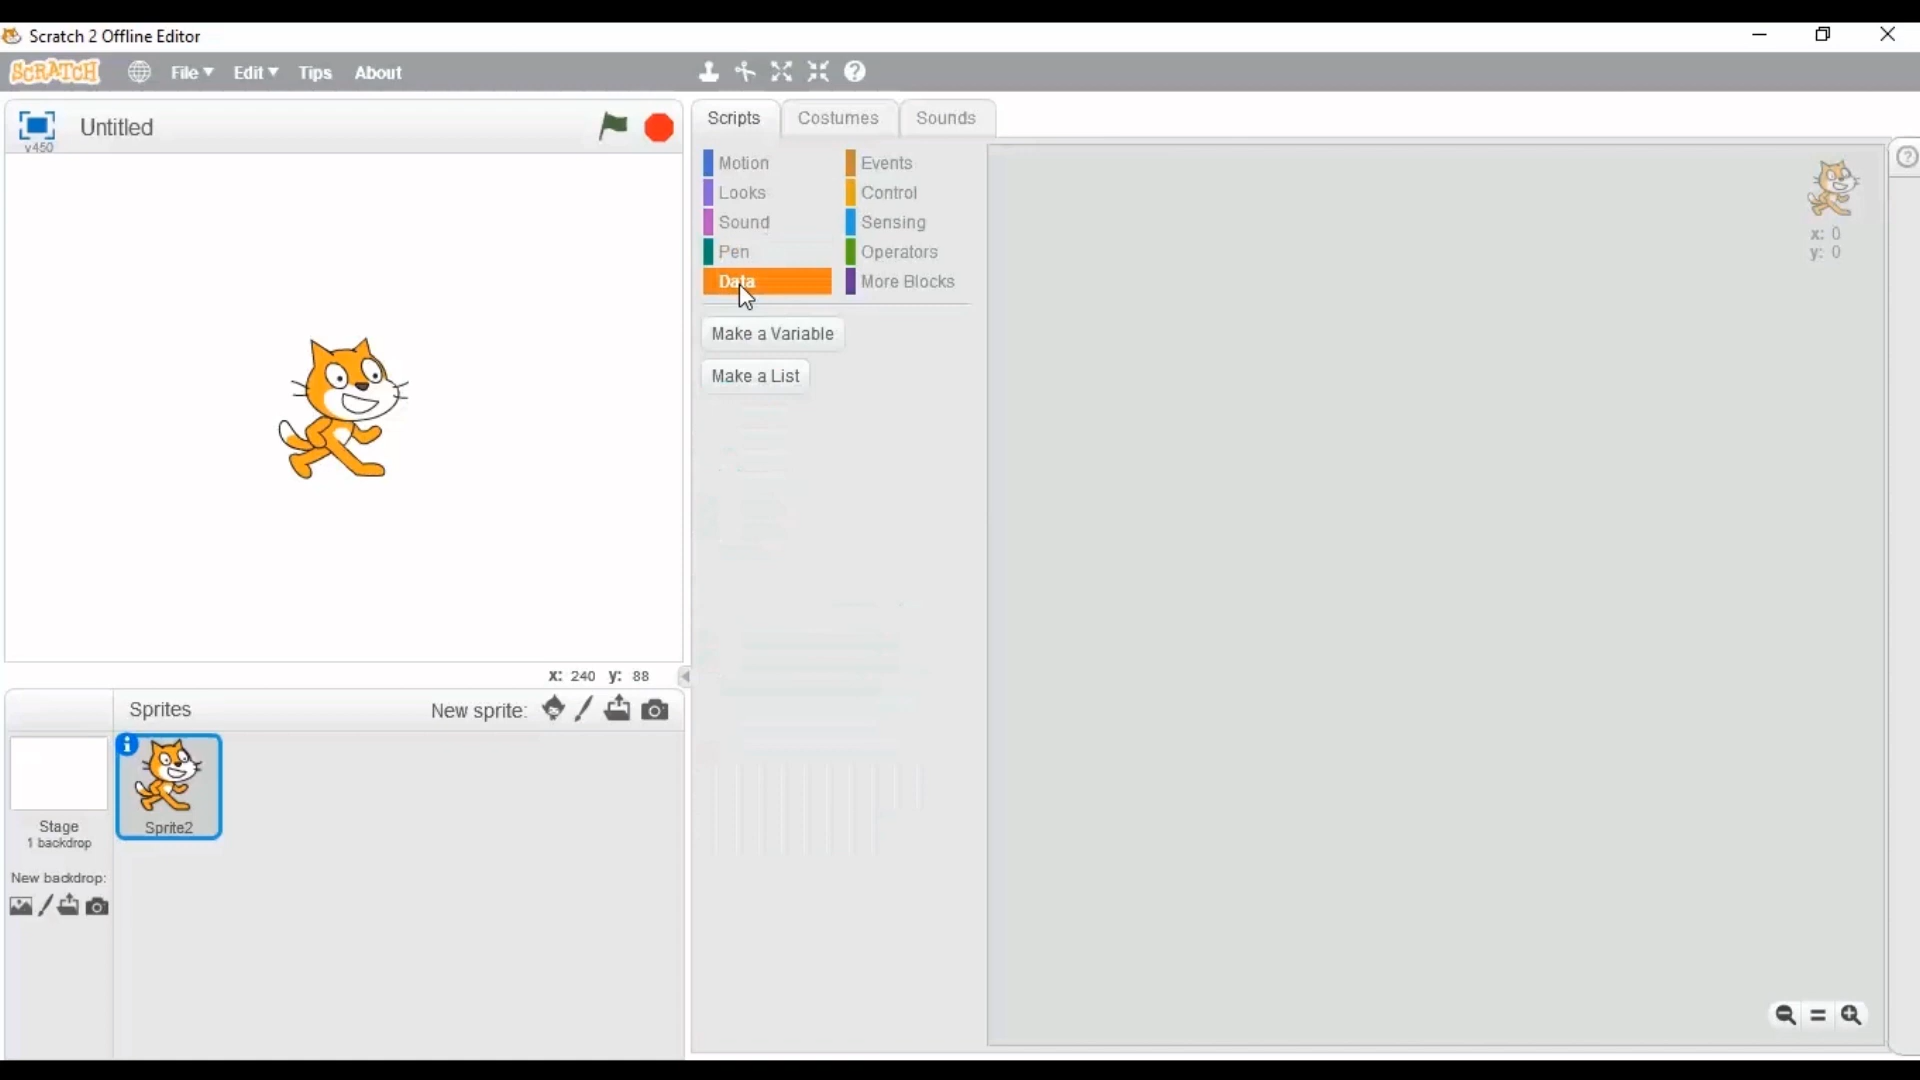 Scratch 2 Offline Editor
SCRATCH File Edit Tips About
v450
Untitled
Scripts Costumes Sounds
Motion Events
Looks Control
Sound Sensing
Pen Operators
Data More Blocks
Make a Variable
Make a List
x: 0
y: 0
x: 240 y: 88
Sprites New sprite:
Sprite2
Stage
1 backdrop
New backdrop: